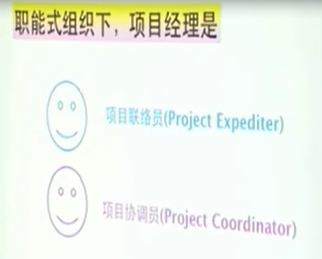 职能式组织下，项目经理是
项目联络员(Project Expediter)
项目协调员(Project Coordinator)